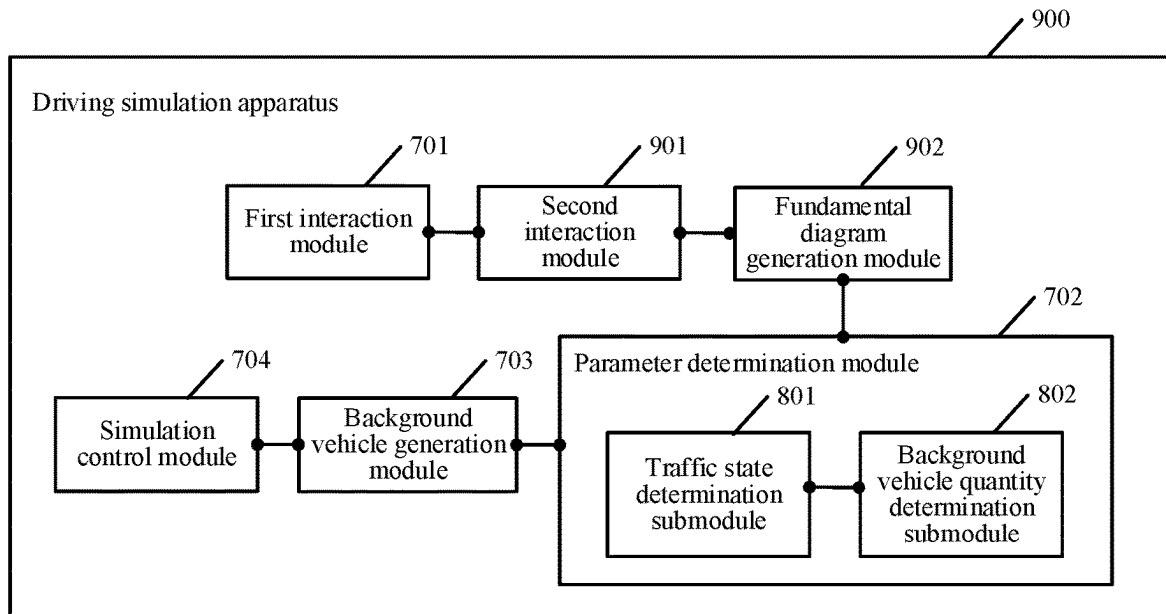 900
Driving simulation apparatus
701
901
902
First interaction
module
Second
interaction
module
Fundamental
diagram
generation module
702
704
703
Parameter determination module
801
802
Simulation
control module
Background
vehicle generation
module
Traffic state
determination
submodule
Background
vehicle quantity
determination
submodule